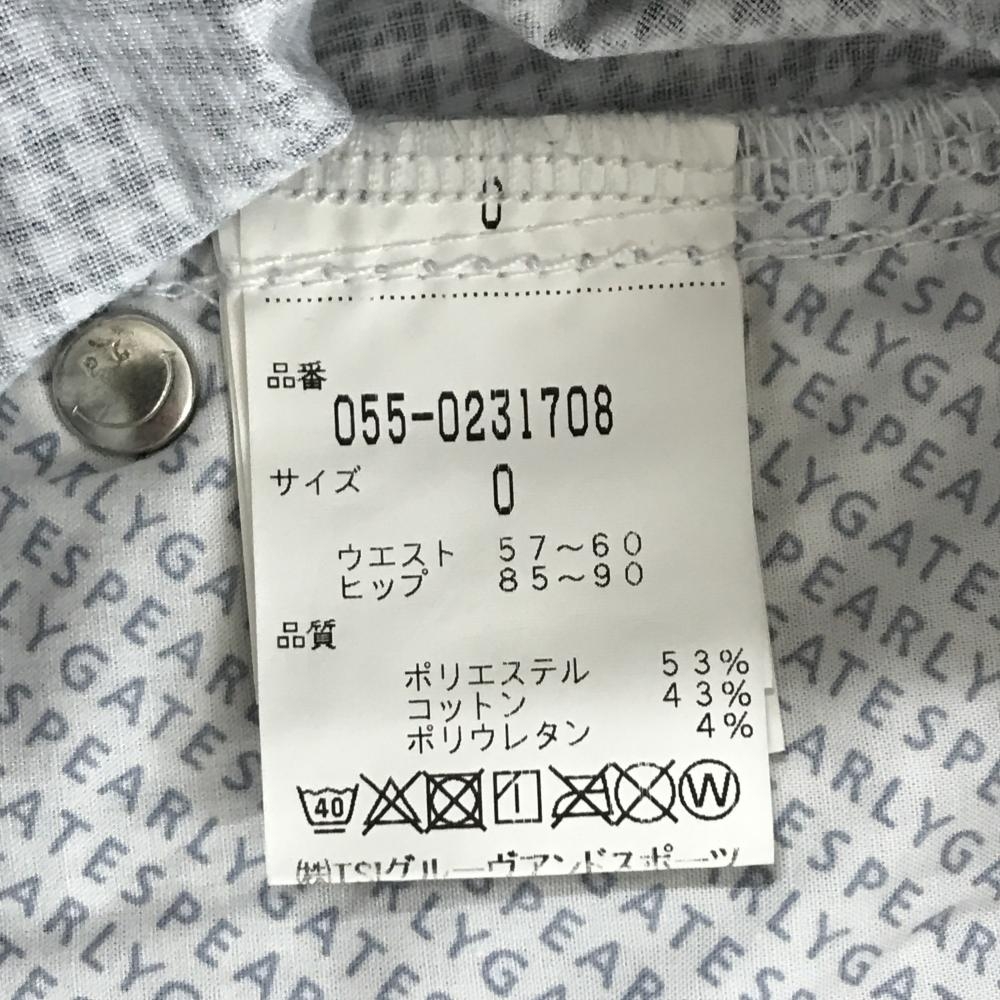 0
品番
055-0231708
サイズ
0
ウエスト 57～60
ヒップ 85～90
品質
ポリエステル 53%
コットン 43%
ポリウレタン 4%
40 W
㈱TSIグルーヴアンドスポーツ
PEARLYGATES